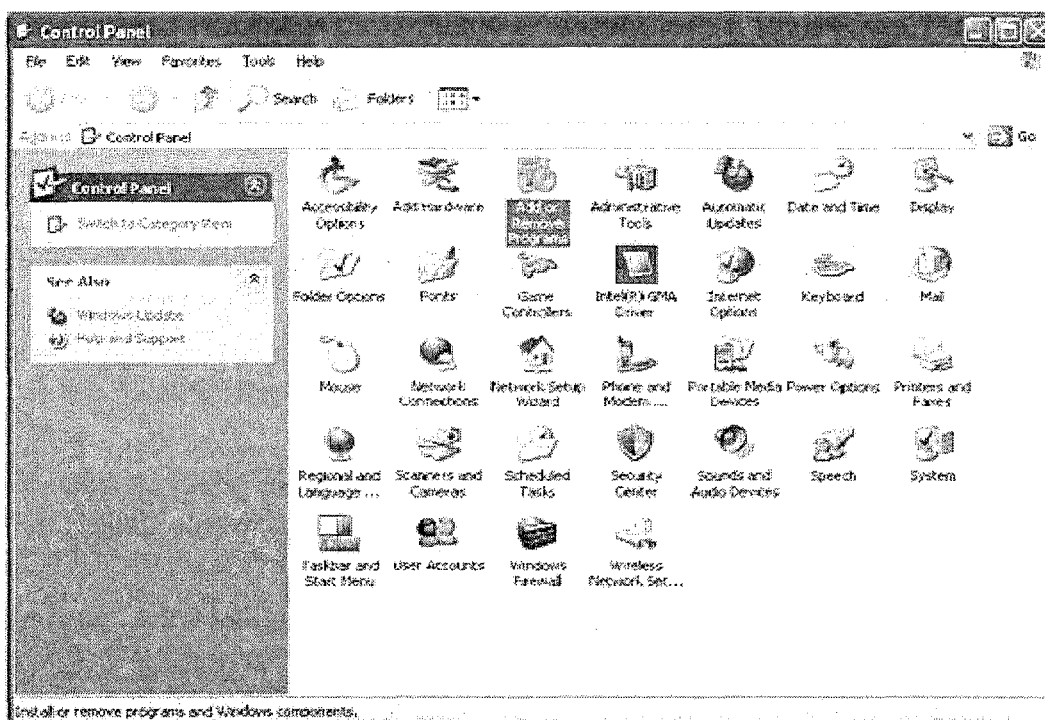 Control Panel
File Edit View Favorites Tools Help
Search Folders
Address Control Panel Go
Control Panel
Switch to Category View
See Also
Windows Update
Help and Support
Accessibility Options
Add Hardware
Add or Remove Programs
Administrative Tools
Automatic Updates
Date and Time
Display
Folder Options
Fonts
Game Controllers
Intel(R) GMA Driver
Internet Options
Keyboard
Mail
Mouse
Network Connections
Network Setup Wizard
Phone and Modem ...
Portable Media Devices
Power Options
Printers and Faxes
Regional and Language ...
Scanners and Cameras
Scheduled Tasks
Security Center
Sounds and Audio Devices
Speech
System
Taskbar and Start Menu
User Accounts
Windows Firewall
Wireless Network Set...
Install or remove programs and Windows components.